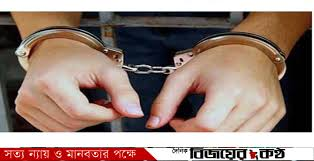 সত্য ন্যায় ও মানবতার পক্ষে
দৈনিক বিজয়ের কণ্ঠ